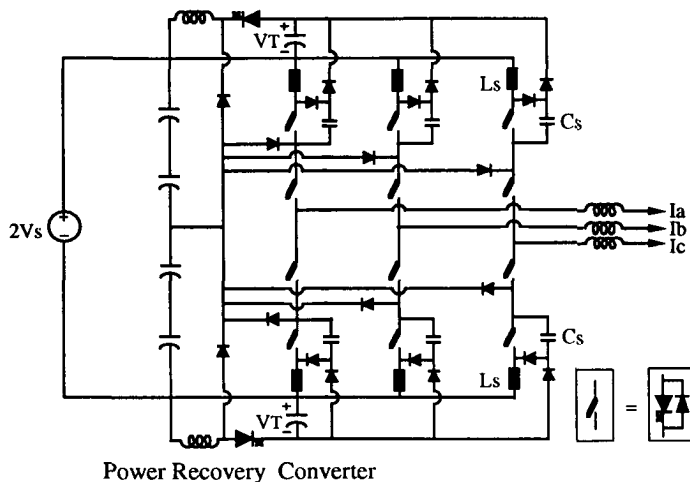 VT
+
−
Ls
Cs
2Vs
+
−
Ia
Ib
Ic
Cs
Ls
VT
+
−
=
Power Recovery Converter